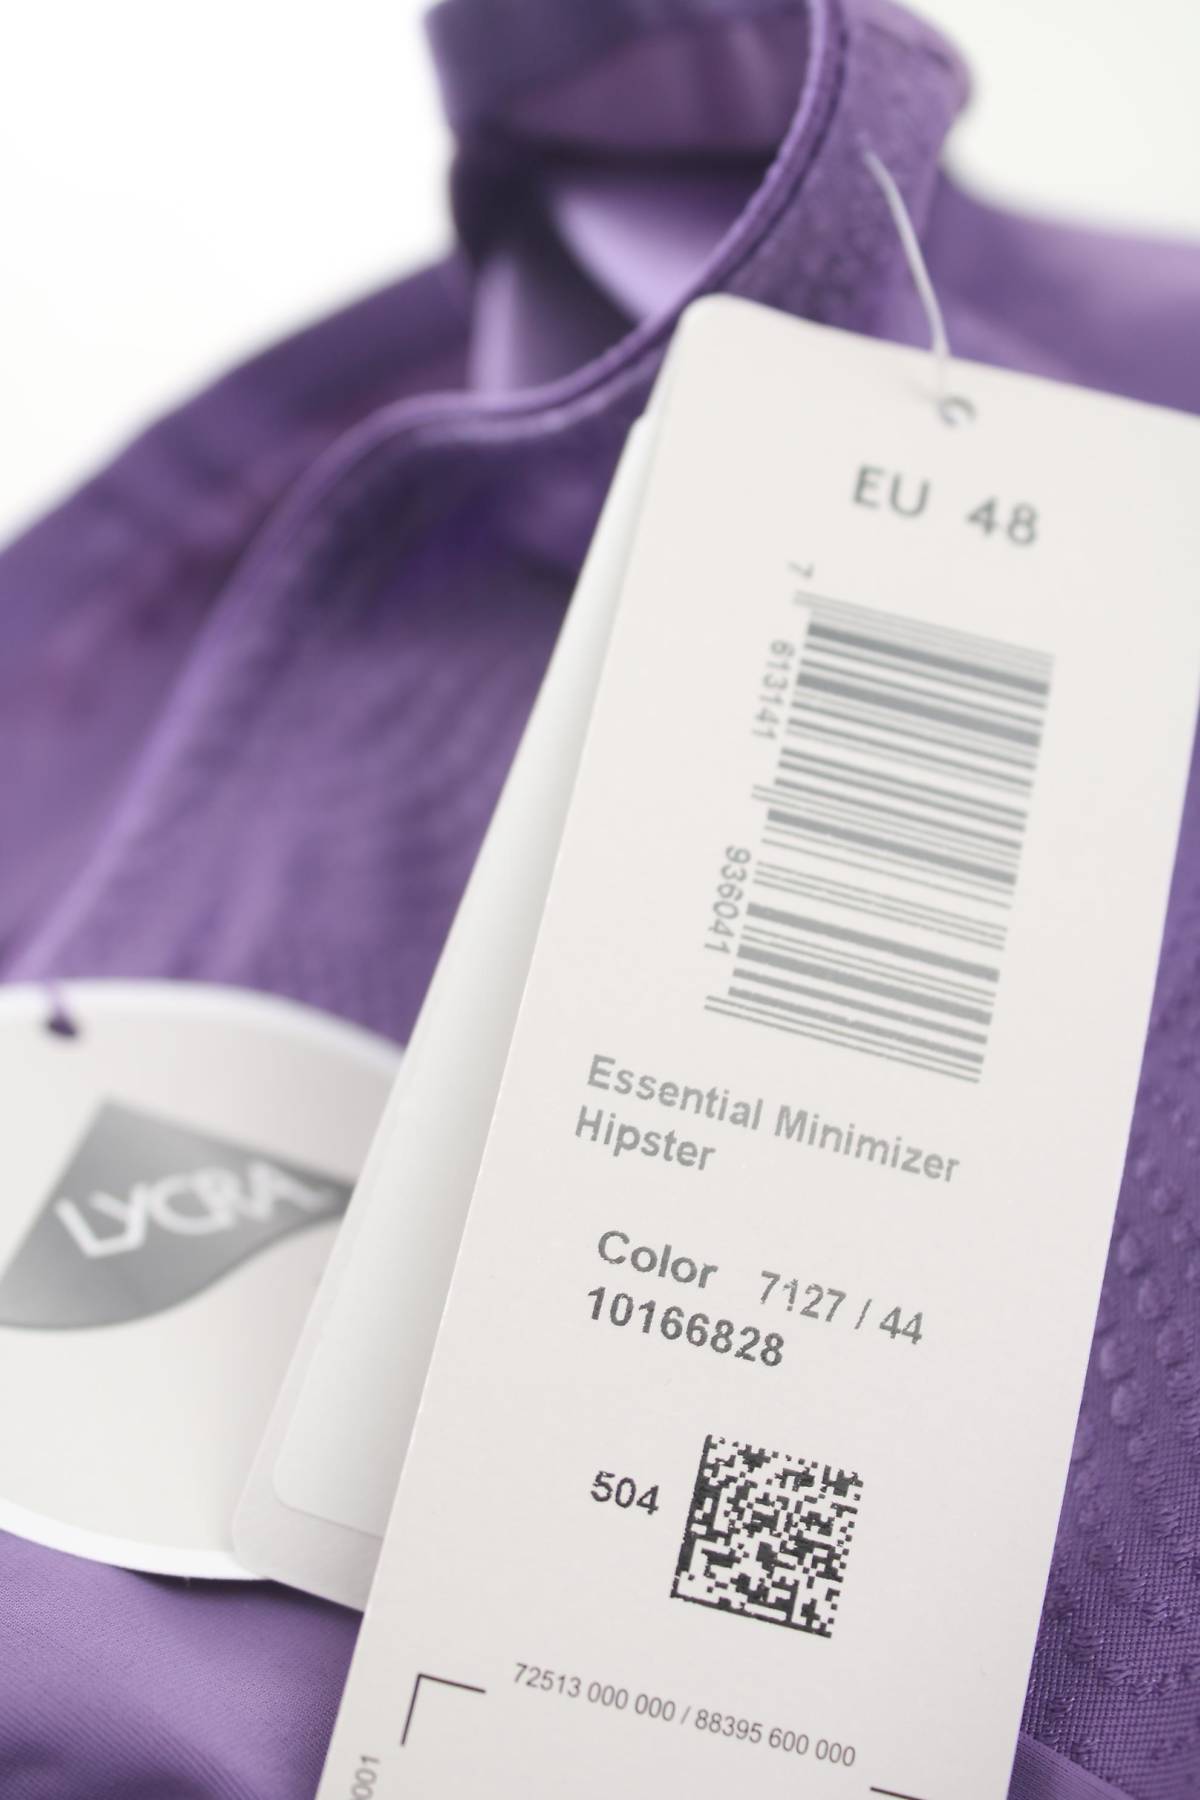 EU 48
7 613141 936041
Essential Minimizer
Hipster
Color 7127 / 44
10166828
504
72513 000 000 / 88395 600 000
001
LYCRA